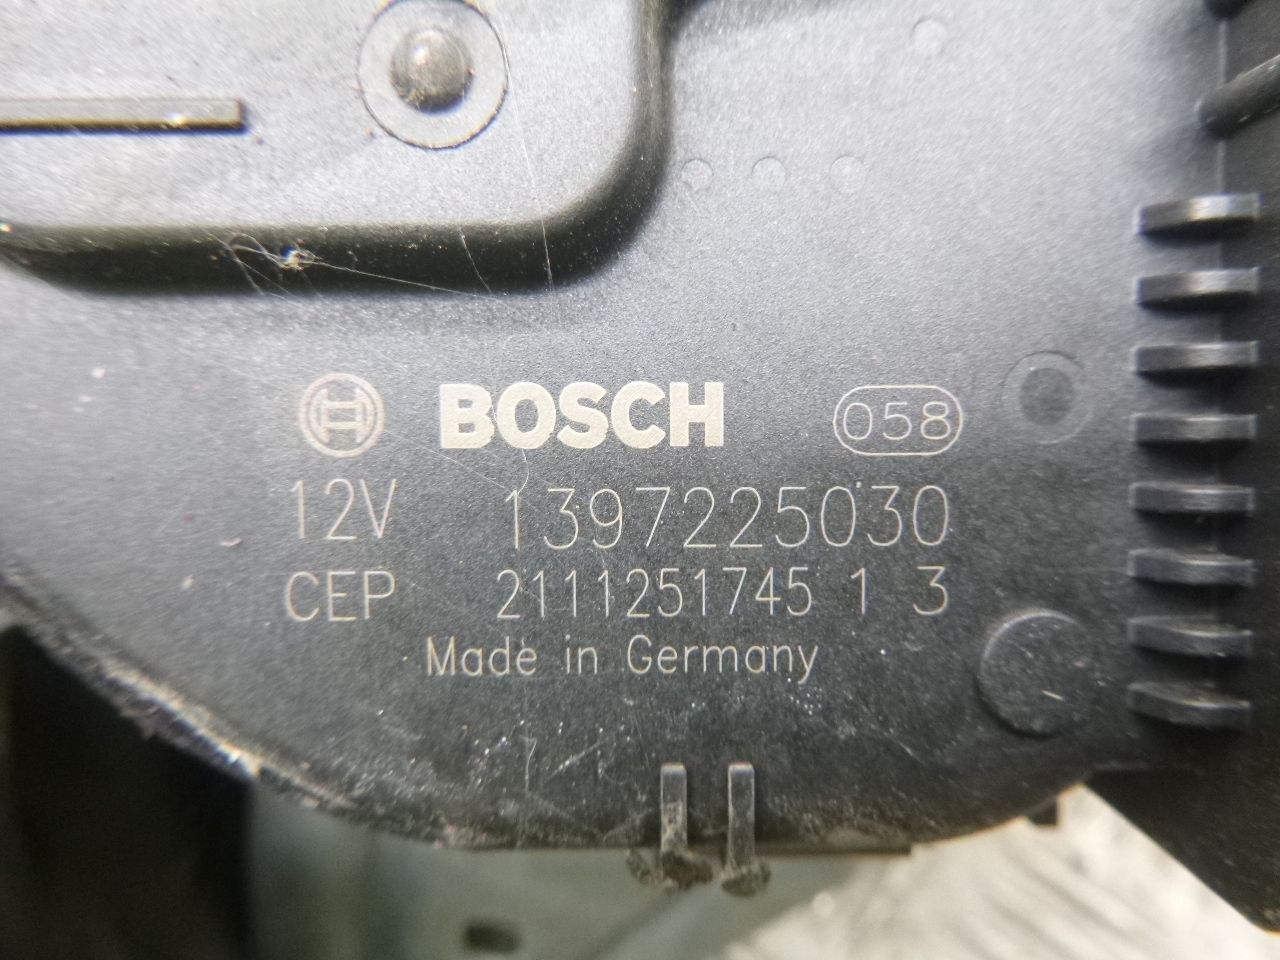 BOSCH 058
12V 1397225030
CEP 2111251745 1 3
Made in Germany